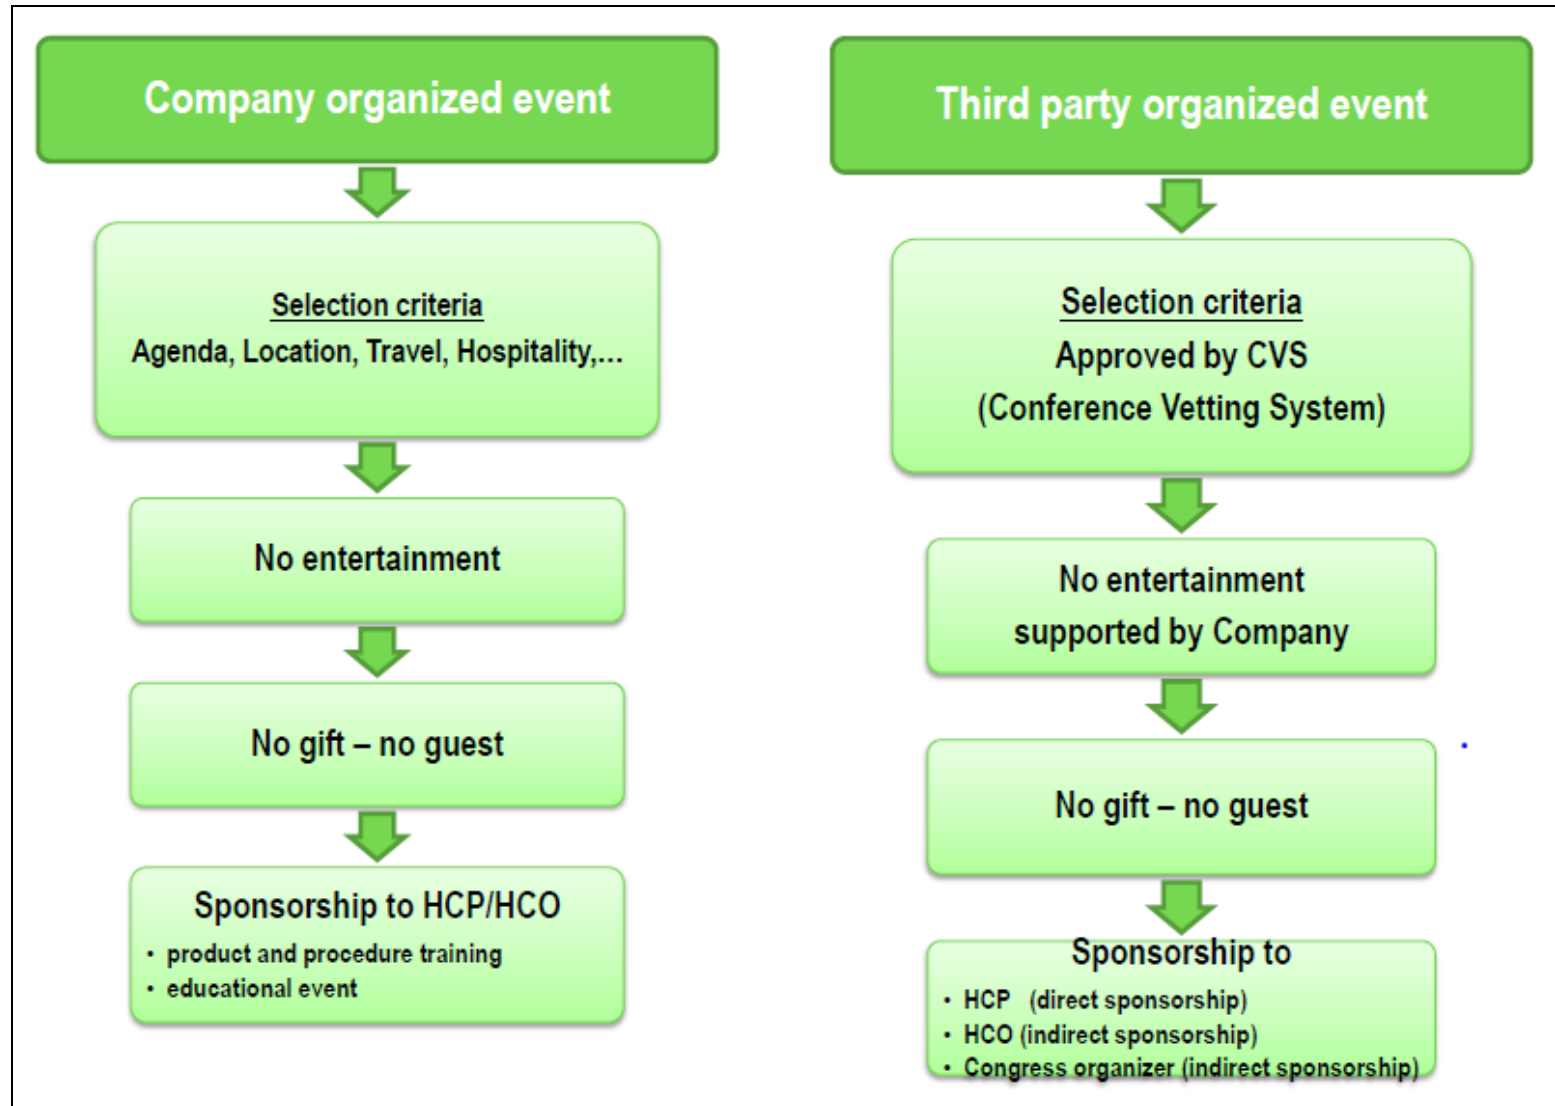 Company organized event
Selection criteria
Agenda, Location, Travel, Hospitality,...
No entertainment
No gift – no guest
Sponsorship to HCP/HCO
• product and procedure training
• educational event
Third party organized event
Selection criteria
Approved by CVS
(Conference Vetting System)
No entertainment
supported by Company
No gift – no guest
Sponsorship to
• HCP (direct sponsorship)
• HCO (indirect sponsorship)
• Congress organizer (indirect sponsorship)